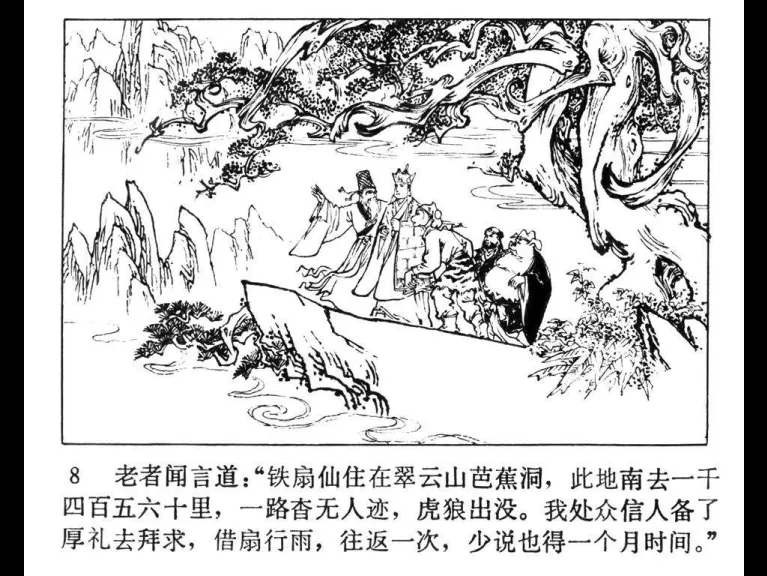 8 老者闻言道：“铁扇仙住在翠云山芭蕉洞，此地南去一千
四百五六十里，一路杳无人迹，虎狼出没。我处众信人备了
厚礼去拜求，借扇行雨，往返一次，少说也得一个月时间。”